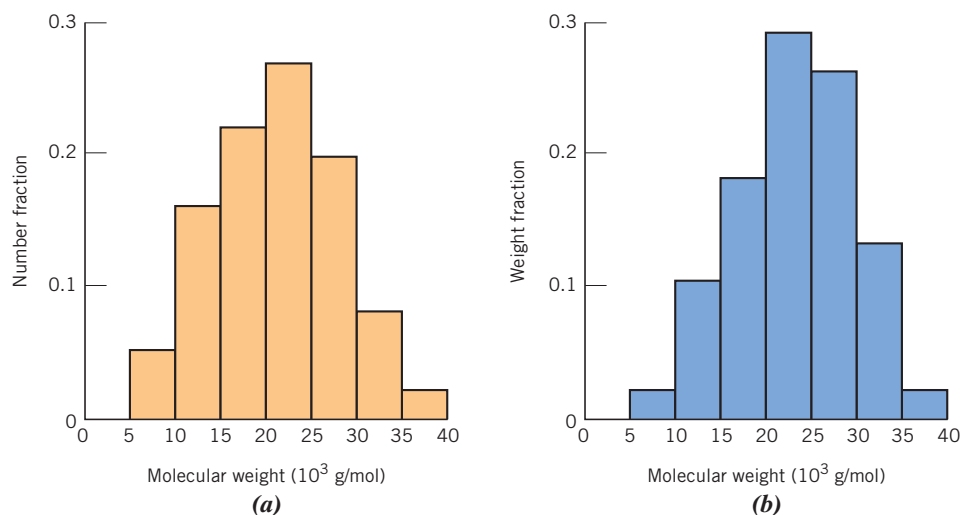 0.3
0.2
0.1
0
Number fraction
0 5 10 15 20 25 30 35 40
Molecular weight (10³ g/mol)
(a)
0.3
0.2
0.1
0
Weight fraction
0 5 10 15 20 25 30 35 40
Molecular weight (10³ g/mol)
(b)